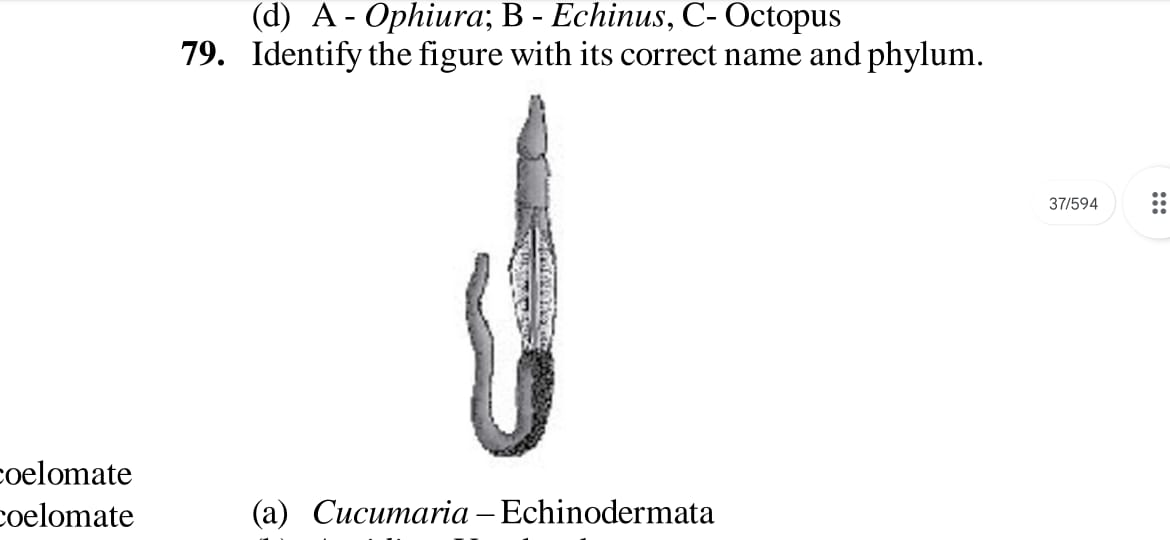 (d) A - Ophiura; B - Echinus, C- Octopus
79. Identify the figure with its correct name and phylum.
37/594
coelomate
coelomate
(a) Cucumaria – Echinodermata